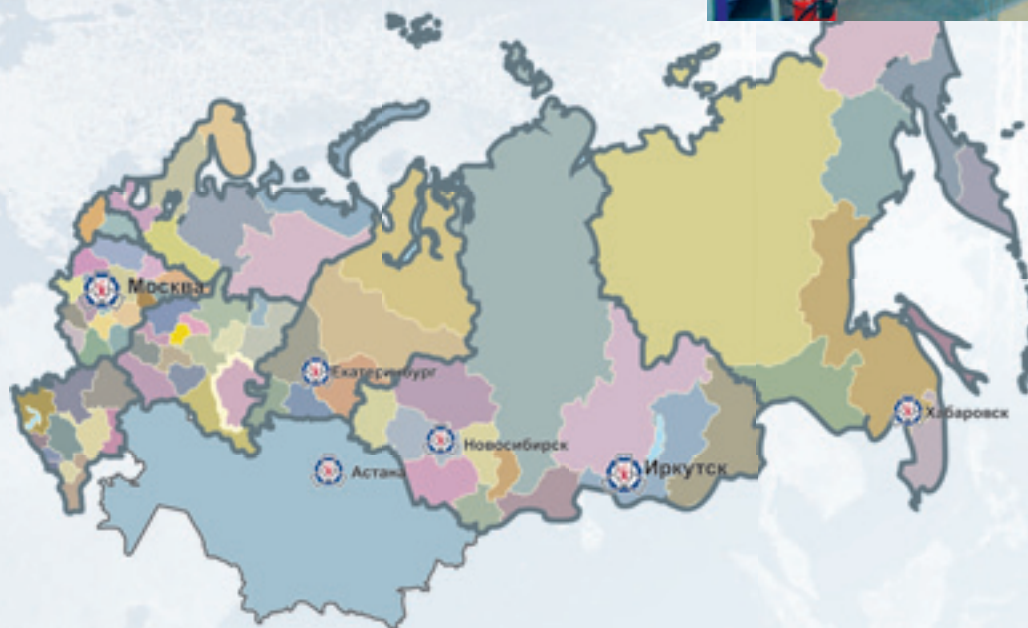 Москва
Екатеринбург
Новосибирск
Астана
Иркутск
Хабаровск